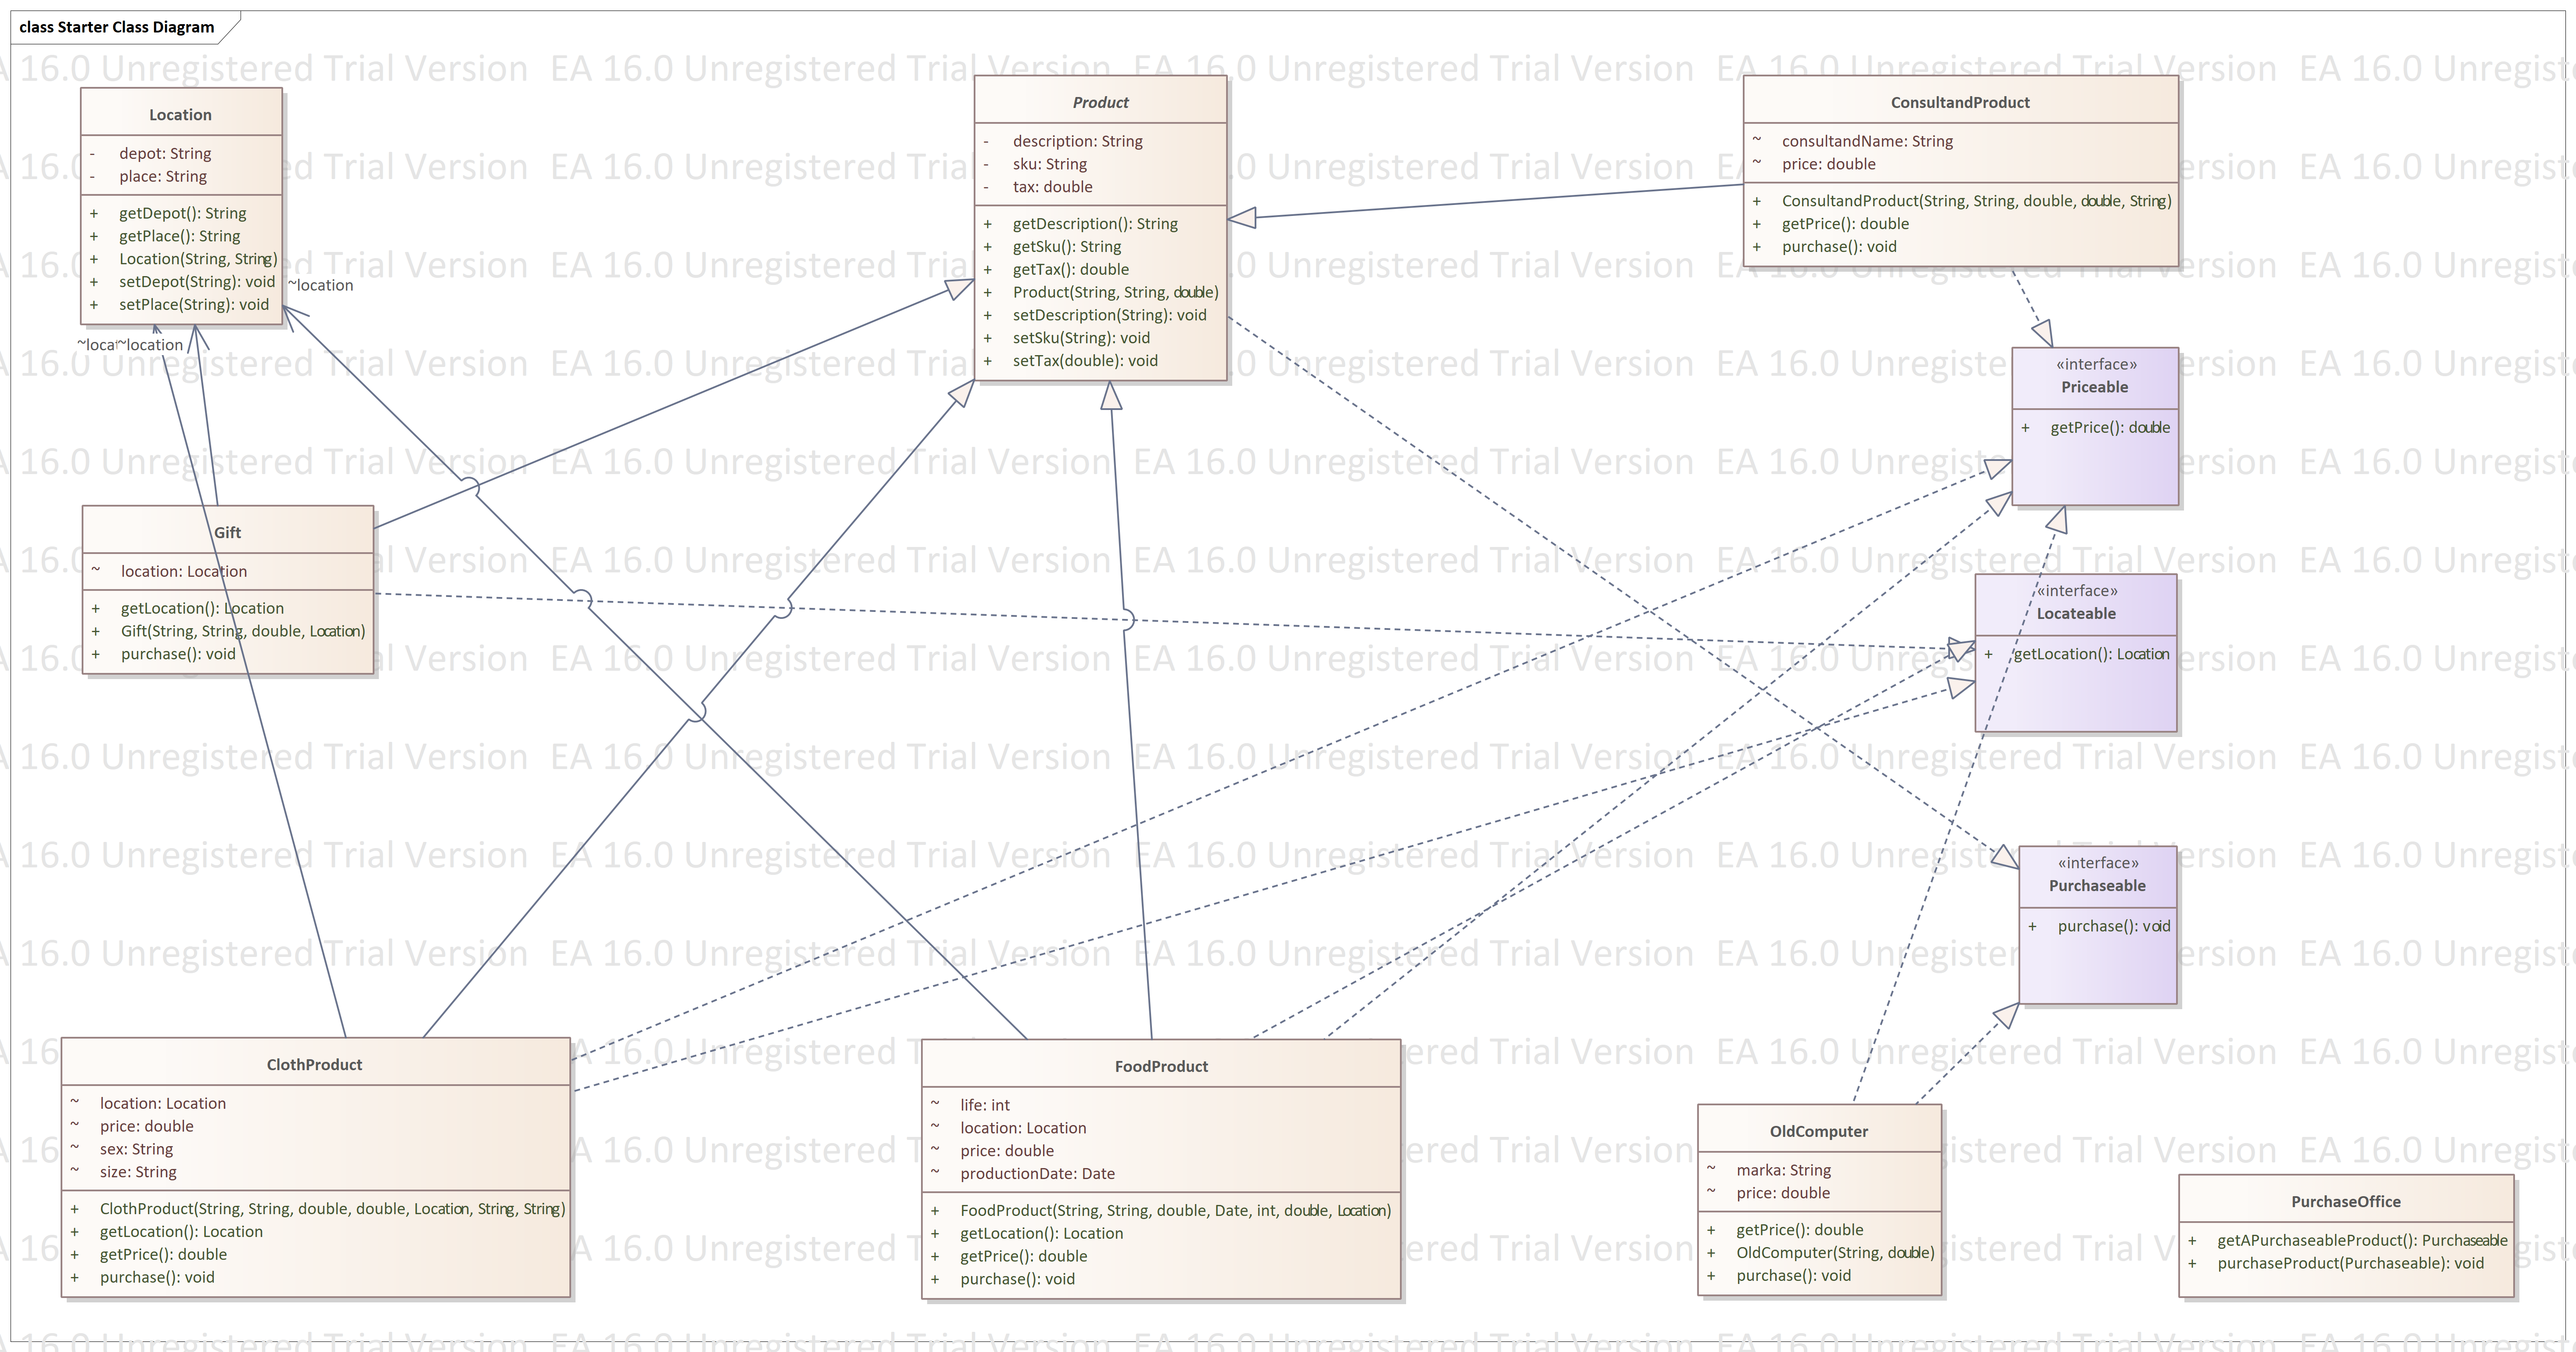 class Starter Class Diagram
EA 16.0 Unregistered Trial Version
Location
- depot: String
- place: String
+ getDepot(): String
+ getPlace(): String
+ Location(String, String)
+ setDepot(String): void
+ setPlace(String): void
~location
~location
Product
- description: String
- sku: String
- tax: double
+ getDescription(): String
+ getSku(): String
+ getTax(): double
+ Product(String, String, double)
+ setDescription(String): void
+ setSku(String): void
+ setTax(double): void
ConsultandProduct
~ consultandName: String
~ price: double
+ ConsultandProduct(String, String, double, double, String)
+ getPrice(): double
+ purchase(): void
«interface»
Priceable
+ getPrice(): double
Gift
~ location: Location
+ getLocation(): Location
+ Gift(String, String, double, Location)
+ purchase(): void
«interface»
Locateable
+ getLocation(): Location
«interface»
Purchaseable
+ purchase(): void
ClothProduct
~ location: Location
~ price: double
~ sex: String
~ size: String
+ ClothProduct(String, String, double, double, Location, String, String)
+ getLocation(): Location
+ getPrice(): double
+ purchase(): void
FoodProduct
~ life: int
~ location: Location
~ price: double
~ productionDate: Date
+ FoodProduct(String, String, double, Date, int, double, Location)
+ getLocation(): Location
+ getPrice(): double
+ purchase(): void
OldComputer
~ marka: String
~ price: double
+ getPrice(): double
+ OldComputer(String, double)
+ purchase(): void
PurchaseOffice
+ getAPurchaseableProduct(): Purchaseable
+ purchaseProduct(Purchaseable): void